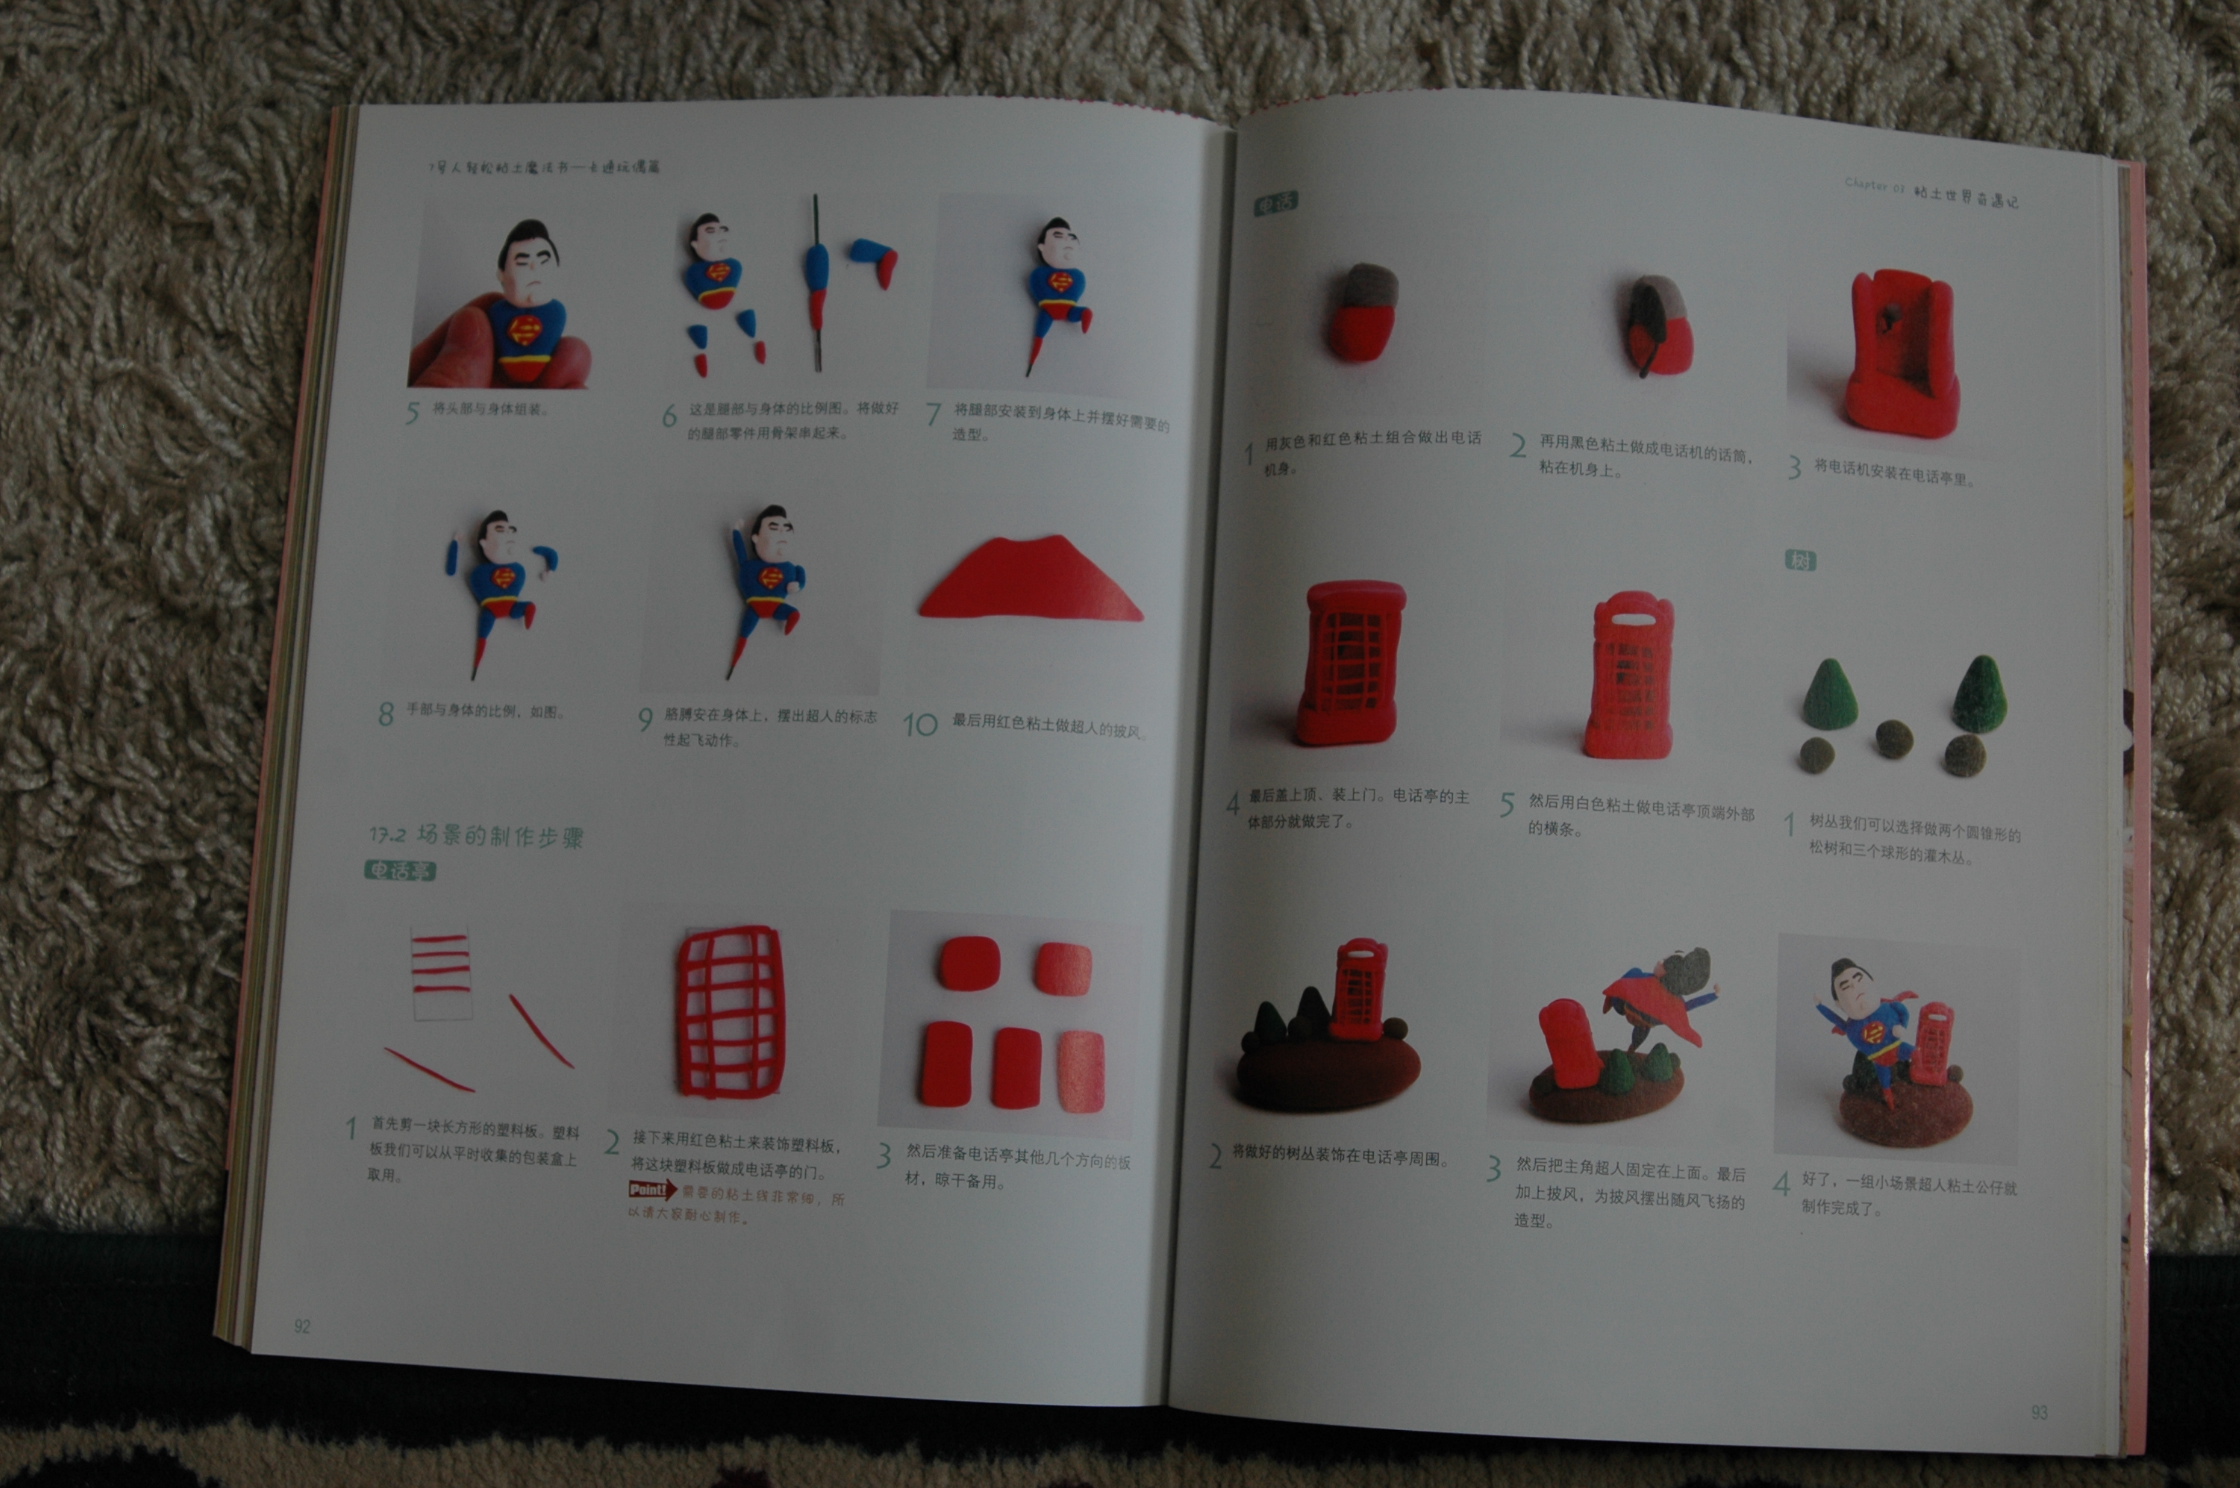 7号人轻松粘土魔法书—卡通玩偶篇
5 将头部与身体组装。
6 这是腿部与身体的比例图。将做好
的腿部零件用骨架串起来。
7 将腿部安装到身体上并摆好需要的
造型。
8 手部与身体的比例，如图。
9 胳膊安在身体上，摆出超人的标志
性起飞动作。
10 最后用红色粘土做超人的披风。
17.2 场景的制作步骤
电话亭
1 首先剪一块长方形的塑料板。塑料
板我们可以从平时收集的包装盒上
取用。
2 接下来用红色粘土来装饰塑料板，
将这块塑料板做成电话亭的门。
Point! 需要的粘土线非常细，所
以请大家耐心制作。
3 然后准备电话亭其他几个方向的板
材，晾干备用。
92
Chapter 01 粘土世界奇遇记
电话
1 用灰色和红色粘土组合做出电话
机身。
2 再用黑色粘土做成电话机的话筒，
粘在机身上。
3 将电话机安装在电话亭里。
4 最后盖上顶、装上门。电话亭的主
体部分就做完了。
5 然后用白色粘土做电话亭顶端外部
的横条。
树
1 树丛我们可以选择做两个圆锥形的
松树和三个球形的灌木丛。
2 将做好的树丛装饰在电话亭周围。
3 然后把主角超人固定在上面。最后
加上披风，为披风摆出随风飞扬的
造型。
4 好了，一组小场景超人粘土公仔就
制作完成了。
93